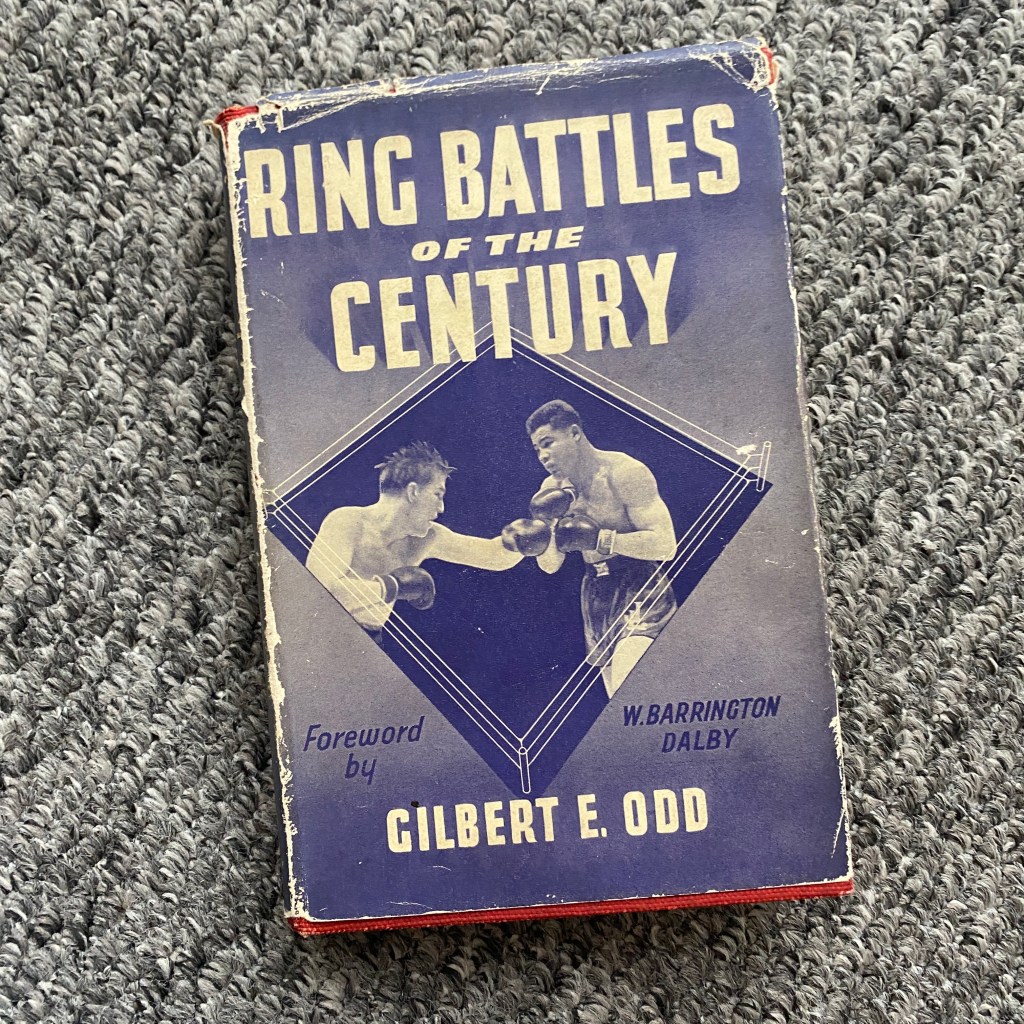 RING BATTLES
OF THE
CENTURY
Foreword
by
W. BARRINGTON
DALBY
GILBERT E. ODD